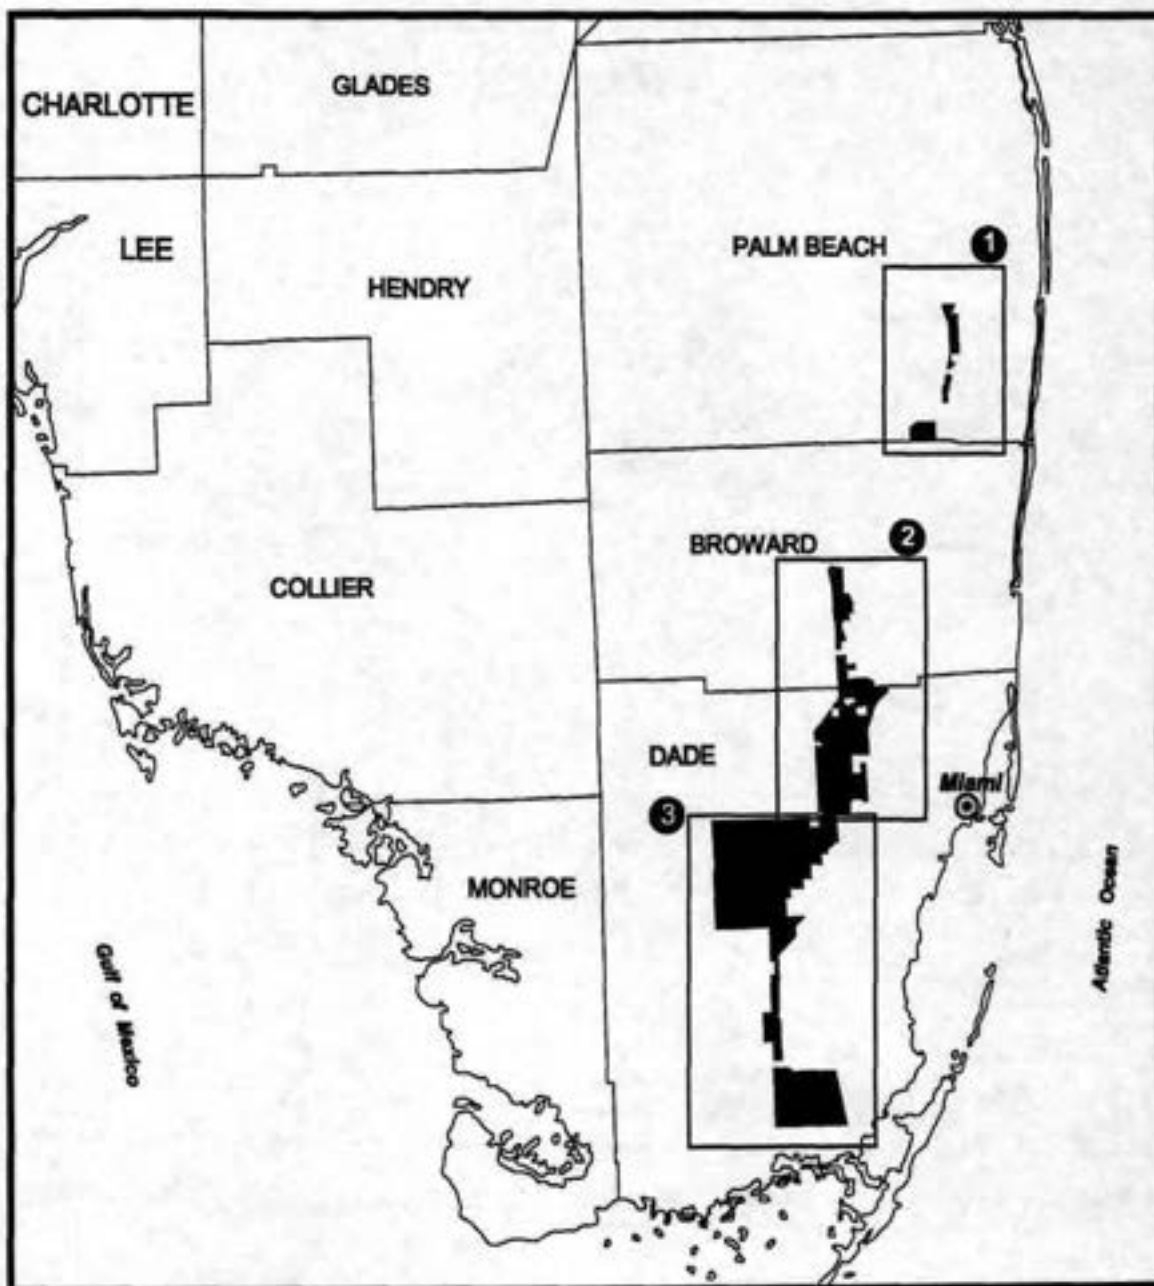 GLADES
CHARLOTTE
LEE
PALM BEACH
1
HENDRY
BROWARD
2
COLLIER
DADE
Miami
3
MONROE
Gulf of Mexico
Atlantic Ocean